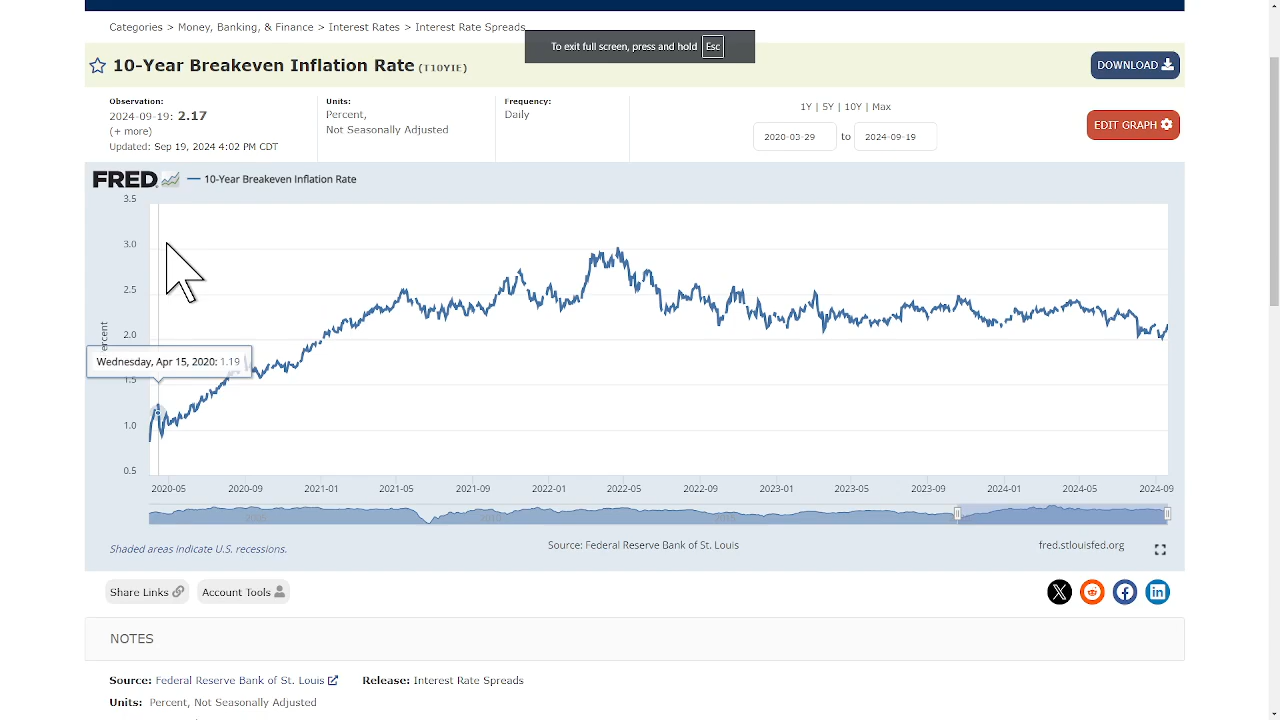 Categories > Money, Banking, & Finance > Interest Rates > Interest Rate Spreads
To exit full screen, press and hold Esc
10-Year Breakeven Inflation Rate (T10YIE)
DOWNLOAD
Observation:
2024-09-19: 2.17
(+ more)
Updated: Sep 19, 2024 4:02 PM CDT
Units:
Percent,
Not Seasonally Adjusted
Frequency:
Daily
1Y | 5Y | 10Y | Max
2020-03-29 to 2024-09-19
EDIT GRAPH
FRED
10-Year Breakeven Inflation Rate
3.5
3.0
2.5
2.0
1.5
1.0
0.5
Wednesday, Apr 15, 2020: 1.19
2020-05 2020-09 2021-01 2021-05 2021-09 2022-01 2022-05 2022-09 2023-01 2023-05 2023-09 2024-01 2024-05 2024-09
2005 2010 2015
Shaded areas indicate U.S. recessions.
Source: Federal Reserve Bank of St. Louis
fred.stlouisfed.org
Share Links
Account Tools
NOTES
Source: Federal Reserve Bank of St. Louis
Release: Interest Rate Spreads
Units: Percent, Not Seasonally Adjusted